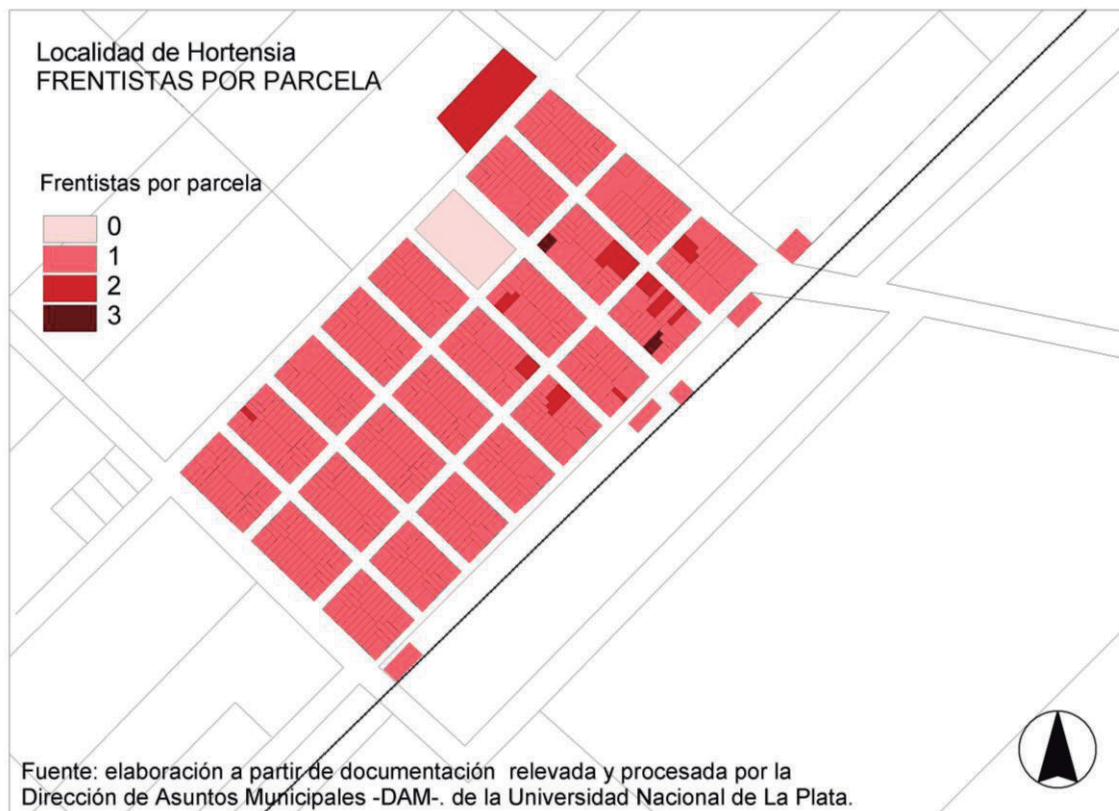 Localidad de Hortensia
FRENTISTAS POR PARCELA
Frentistas por parcela
0
1
2
3
Fuente: elaboración a partir de documentación relevada y procesada por la
Dirección de Asuntos Municipales -DAM-. de la Universidad Nacional de La Plata.